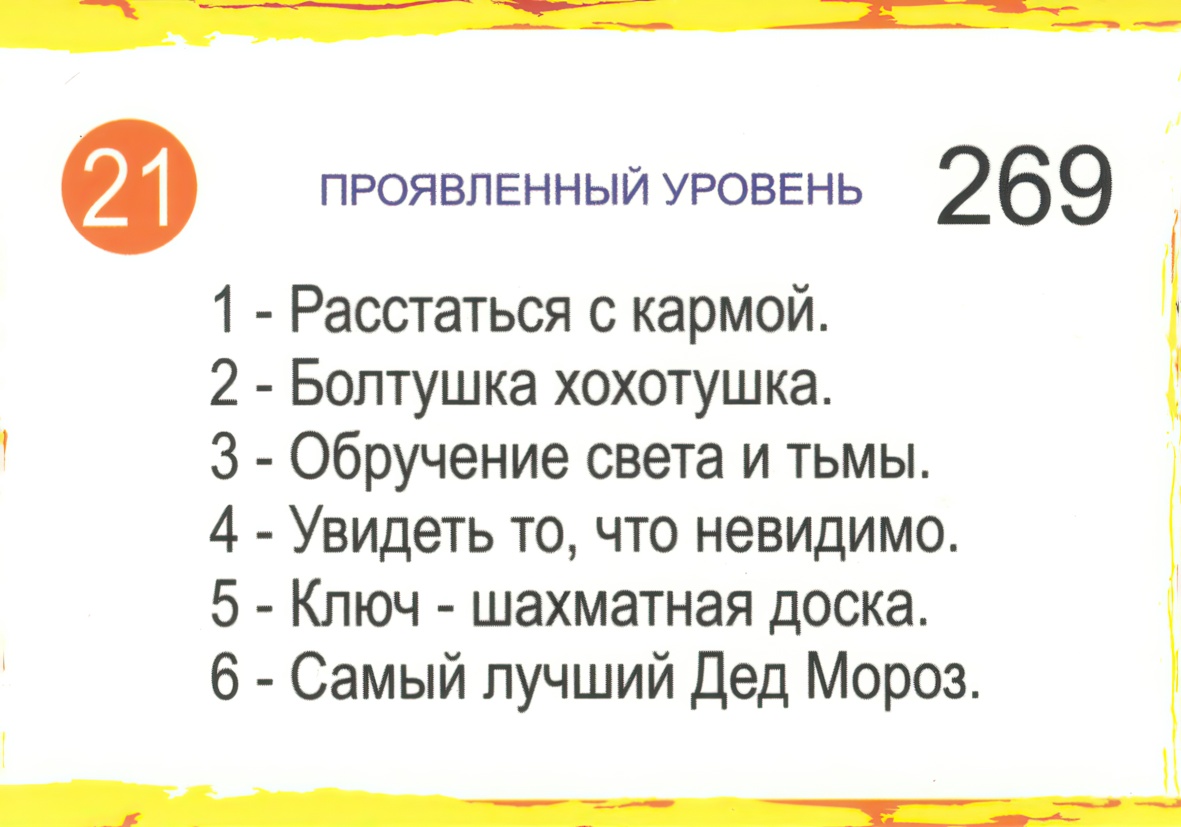 21 ПРОЯВЛЕННЫЙ УРОВЕНЬ 269
1 - Расстаться с кармой.
2 - Болтушка хохотушка.
3 - Обручение света и тьмы.
4 - Увидеть то, что невидимо.
5 - Ключ - шахматная доска.
6 - Самый лучший Дед Мороз.